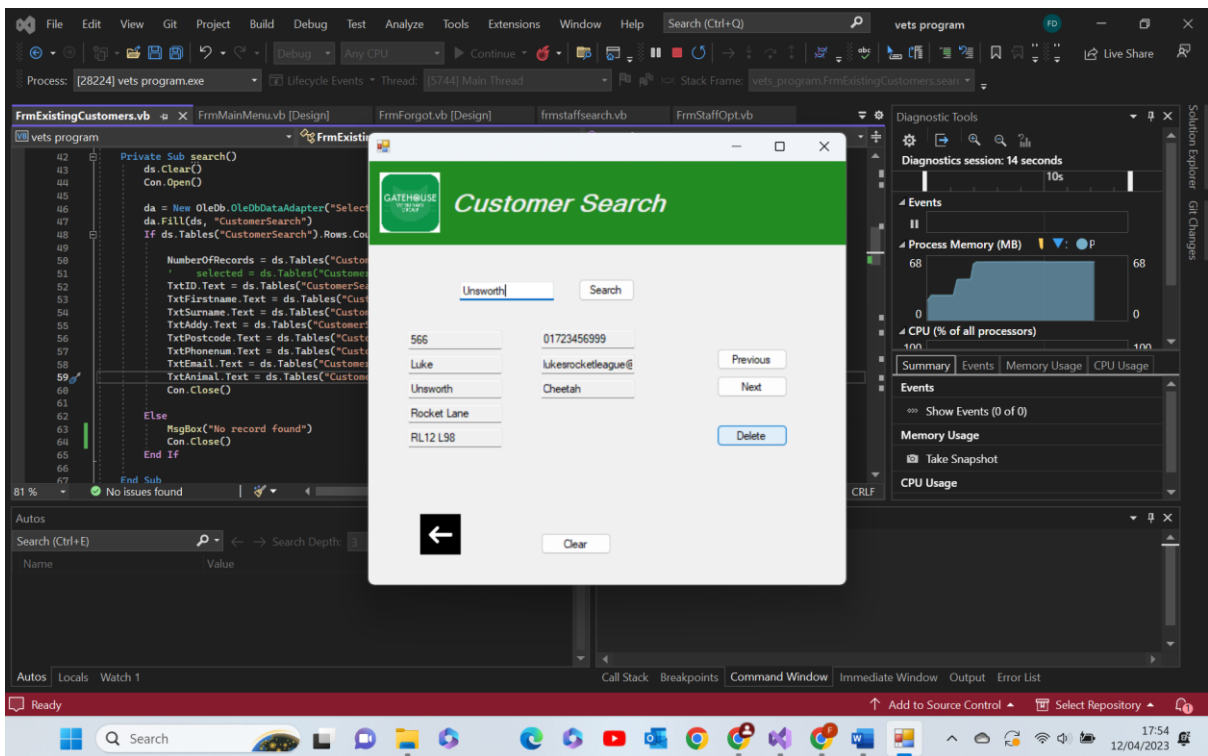 File Edit View Git Project Build Debug Test Analyze Tools Extensions Window Help Search (Ctrl+Q) vets program FD
Debug Any CPU Continue Live Share
Process: [28224] vets program.exe Lifecycle Events Thread: [5744] Main Thread Stack Frame: vets_program.FrmExistingCustomers.sear
FrmExistingCustomers.vb FrmMainMenu.vb [Design] FrmForgot.vb [Design] frmstaffsearch.vb FrmStaffOpt.vb
vets program FrmExistin
42 Private Sub search()
43 ds.Clear()
44 Con.Open()
45
46 da = New OleDb.OleDbDataAdapter("Select
47 da.Fill(ds, "CustomerSearch")
48 If ds.Tables("CustomerSearch").Rows.Cou
49
50 NumberOfRecords = ds.Tables("Custom
51 ' selected = ds.Tables("Customer
52 TxtID.Text = ds.Tables("CustomerSea
53 TxtFirstname.Text = ds.Tables("Cust
54 TxtSurname.Text = ds.Tables("Custom
55 TxtAddy.Text = ds.Tables("CustomerS
56 TxtPostcode.Text = ds.Tables("Custo
57 TxtPhonenum.Text = ds.Tables("Custo
58 TxtEmail.Text = ds.Tables("Customer
59 TxtAnimal.Text = ds.Tables("Custome
60 Con.Close()
61
62 Else
63 MsgBox("No record found")
64 Con.Close()
65 End If
66
67 End Sub
81 % No issues found CRLF
GATEHOUSE
Customer Search
Unsworth Search
566 01723456999
Luke lukesrocketleague@
Unsworth Cheetah
Rocket Lane
RL12 L98
Previous
Next
Delete
Clear
Diagnostic Tools
Diagnostics session: 14 seconds
10s
Events
Process Memory (MB) P
68 68
0 0
CPU (% of all processors)
100 100
Summary Events Memory Usage CPU Usage
Events
Show Events (0 of 0)
Memory Usage
Take Snapshot
CPU Usage
Solution Explorer
Git Changes
Autos
Search (Ctrl+E) Search Depth: 3
Name Value
Autos Locals Watch 1
Call Stack Breakpoints Command Window Immediate Window Output Error List
Ready Add to Source Control Select Repository
Search
17:54
12/04/2023